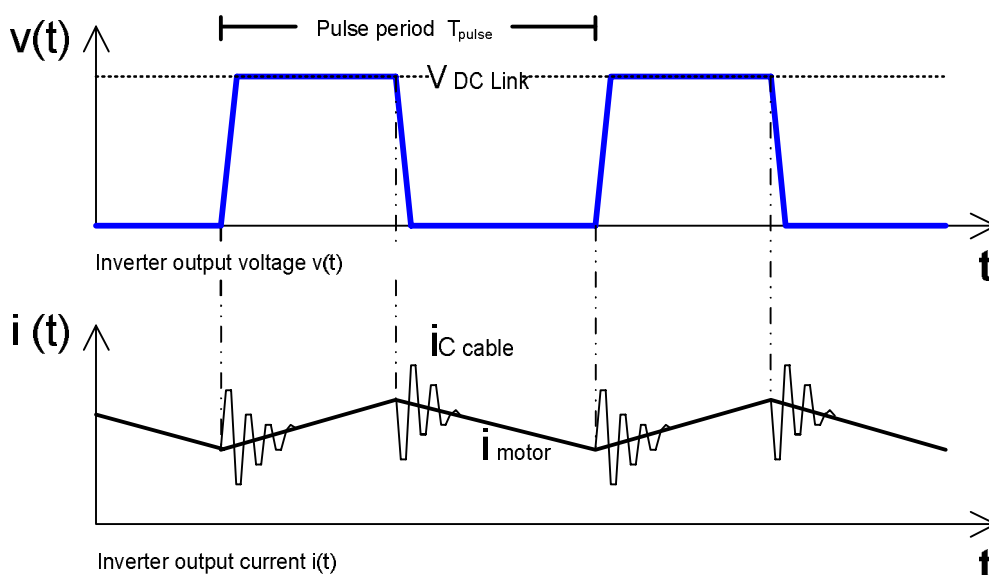 Pulse period Tpulse
v(t)
V DC Link
Inverter output voltage v(t)
t
i (t)
iC cable
i motor
Inverter output current i(t)
t